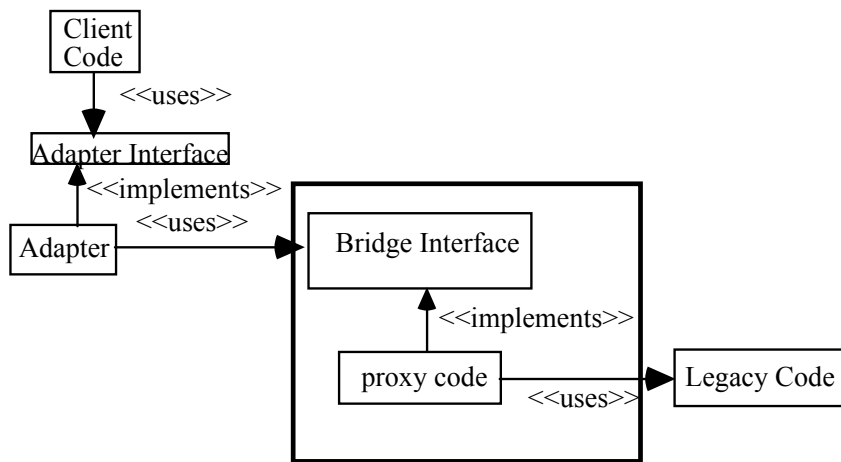 Client
Code
<<uses>>
Adapter Interface
<<implements>>
<<uses>>
Adapter
Bridge Interface
<<implements>>
proxy code
Legacy Code
<<uses>>